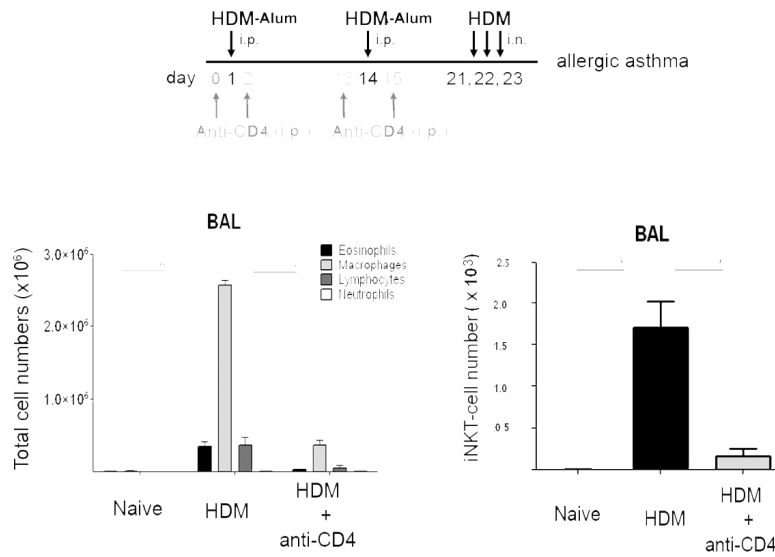 HDM-Alum HDM-Alum HDM
i.p. i.p. i.n.
allergic asthma
day 0 1 2 13 14 15 21,22,23
Anti-CD4 (i.p.) Anti-CD4 (i.p.)
BAL
Total cell numbers (x10⁶)
3.0×10⁶
2.0×10⁶
1.0×10⁶
Eosinophils
Macrophages
Lymphocytes
Neutrophils
Naive
HDM
HDM
+
anti-CD4
BAL
iNKT-cell number ( x 10³)
2.5
2.0
1.5
1.0
0.5
Naive
HDM
HDM
+
anti-CD4